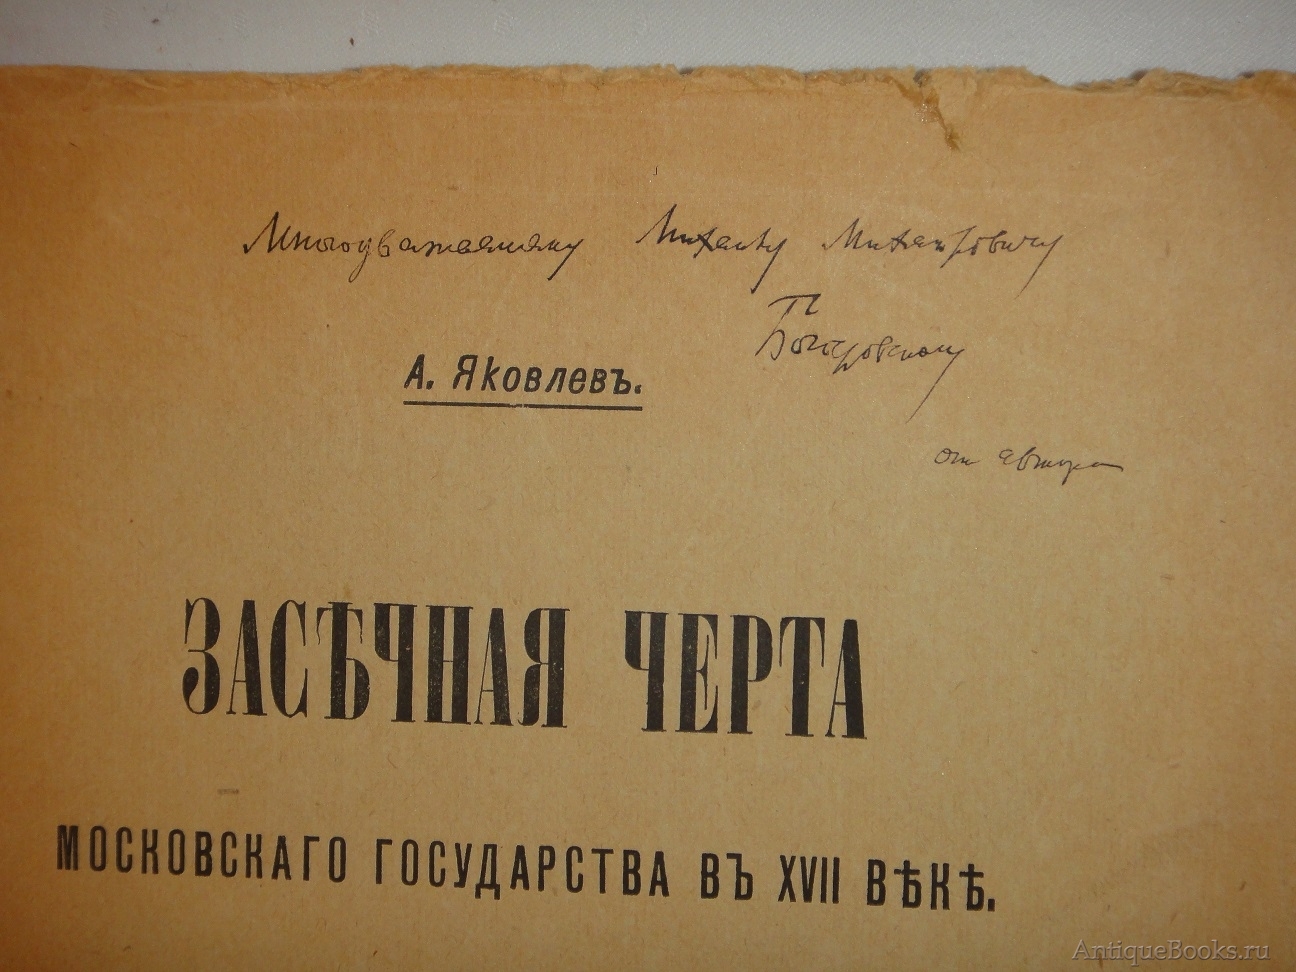 Многоуважаемому Михаилу Михайловичу
Богословскому
А. Яковлевъ.
от автора
ЗАСѢЧНАЯ ЧЕРТА
МОСКОВСКАГО ГОСУДАРСТВА ВЪ XVII ВѢКѢ.
AntiqueBooks.ru